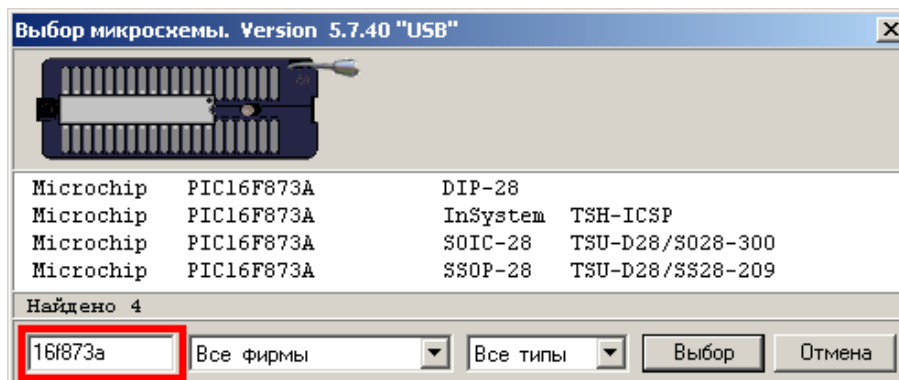 Выбор микросхемы. Version 5.7.40 "USB"
Microchip PIC16F873A DIP-28
Microchip PIC16F873A InSystem TSH-ICSP
Microchip PIC16F873A SOIC-28 TSU-D28/SO28-300
Microchip PIC16F873A SSOP-28 TSU-D28/SS28-209
Найдено 4
16f873a Все фирмы Все типы Выбор Отмена